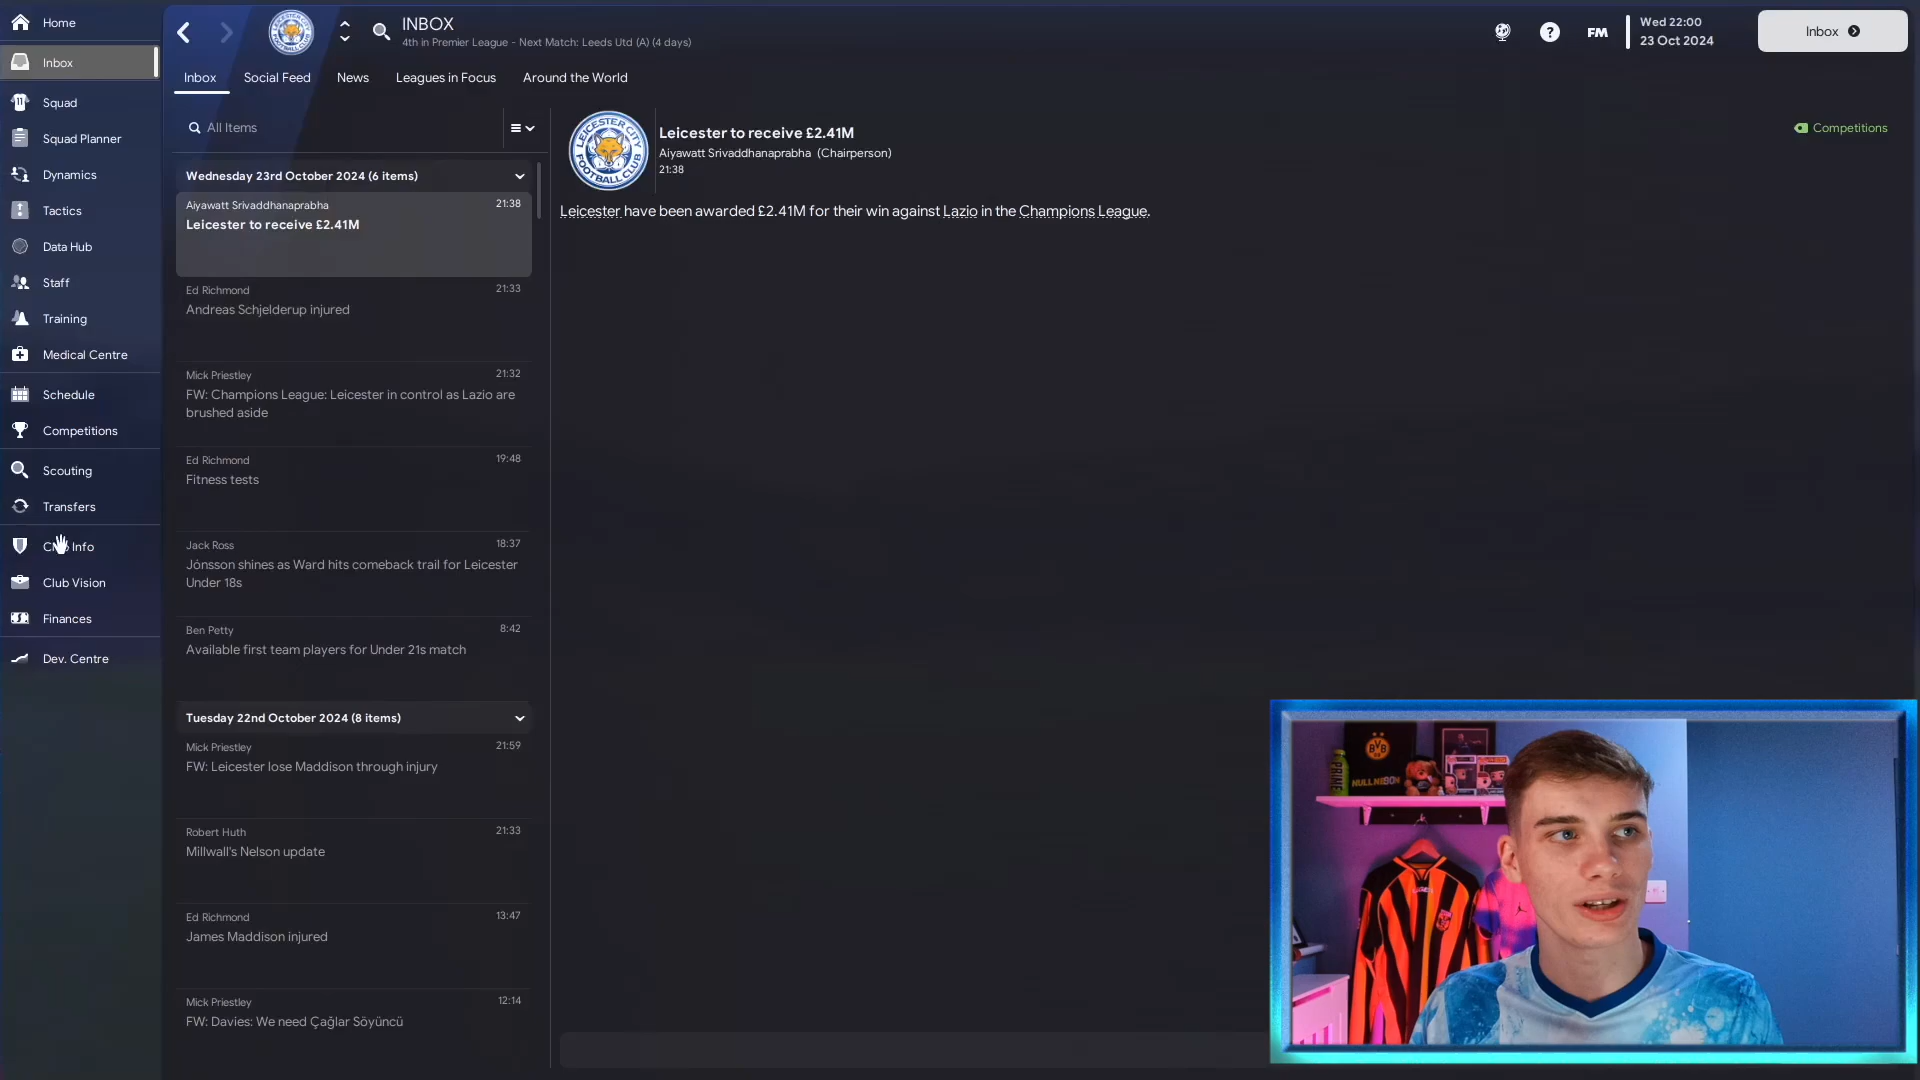 Home
Inbox
Squad
Squad Planner
Dynamics
Tactics
Data Hub
Staff
Training
Medical Centre
Schedule
Competitions
Scouting
Transfers
Info
Club Vision
Finances
Dev. Centre
INBOX
4th in Premier League - Next Match: Leeds Utd (A) (4 days)
?
FM
Wed 22:00
23 Oct 2024
Inbox
Inbox Social Feed News Leagues in Focus Around the World
All Items
Wednesday 23rd October 2024 (6 items)
Aiyawatt Srivaddhanaprabha 21:38
Leicester to receive £2.41M
Ed Richmond 21:33
Andreas Schjelderup injured
Mick Priestley 21:32
FW: Champions League: Leicester in control as Lazio are
brushed aside
Ed Richmond 19:48
Fitness tests
Jack Ross 18:37
Jónsson shines as Ward hits comeback trail for Leicester
Under 18s
Ben Petty 8:42
Available first team players for Under 21s match
Tuesday 22nd October 2024 (8 items)
Mick Priestley 21:59
FW: Leicester lose Maddison through injury
Robert Huth 21:33
Millwall's Nelson update
Ed Richmond 13:47
James Maddison injured
Mick Priestley 12:14
FW: Davies: We need Çağlar Söyüncü
LEICESTER CITY
FOOTBALL CLUB
Leicester to receive £2.41M
Aiyawatt Srivaddhanaprabha (Chairperson)
21:38
Competitions
Leicester have been awarded £2.41M for their win against Lazio in the Champions League.
BVB
09
PRIME